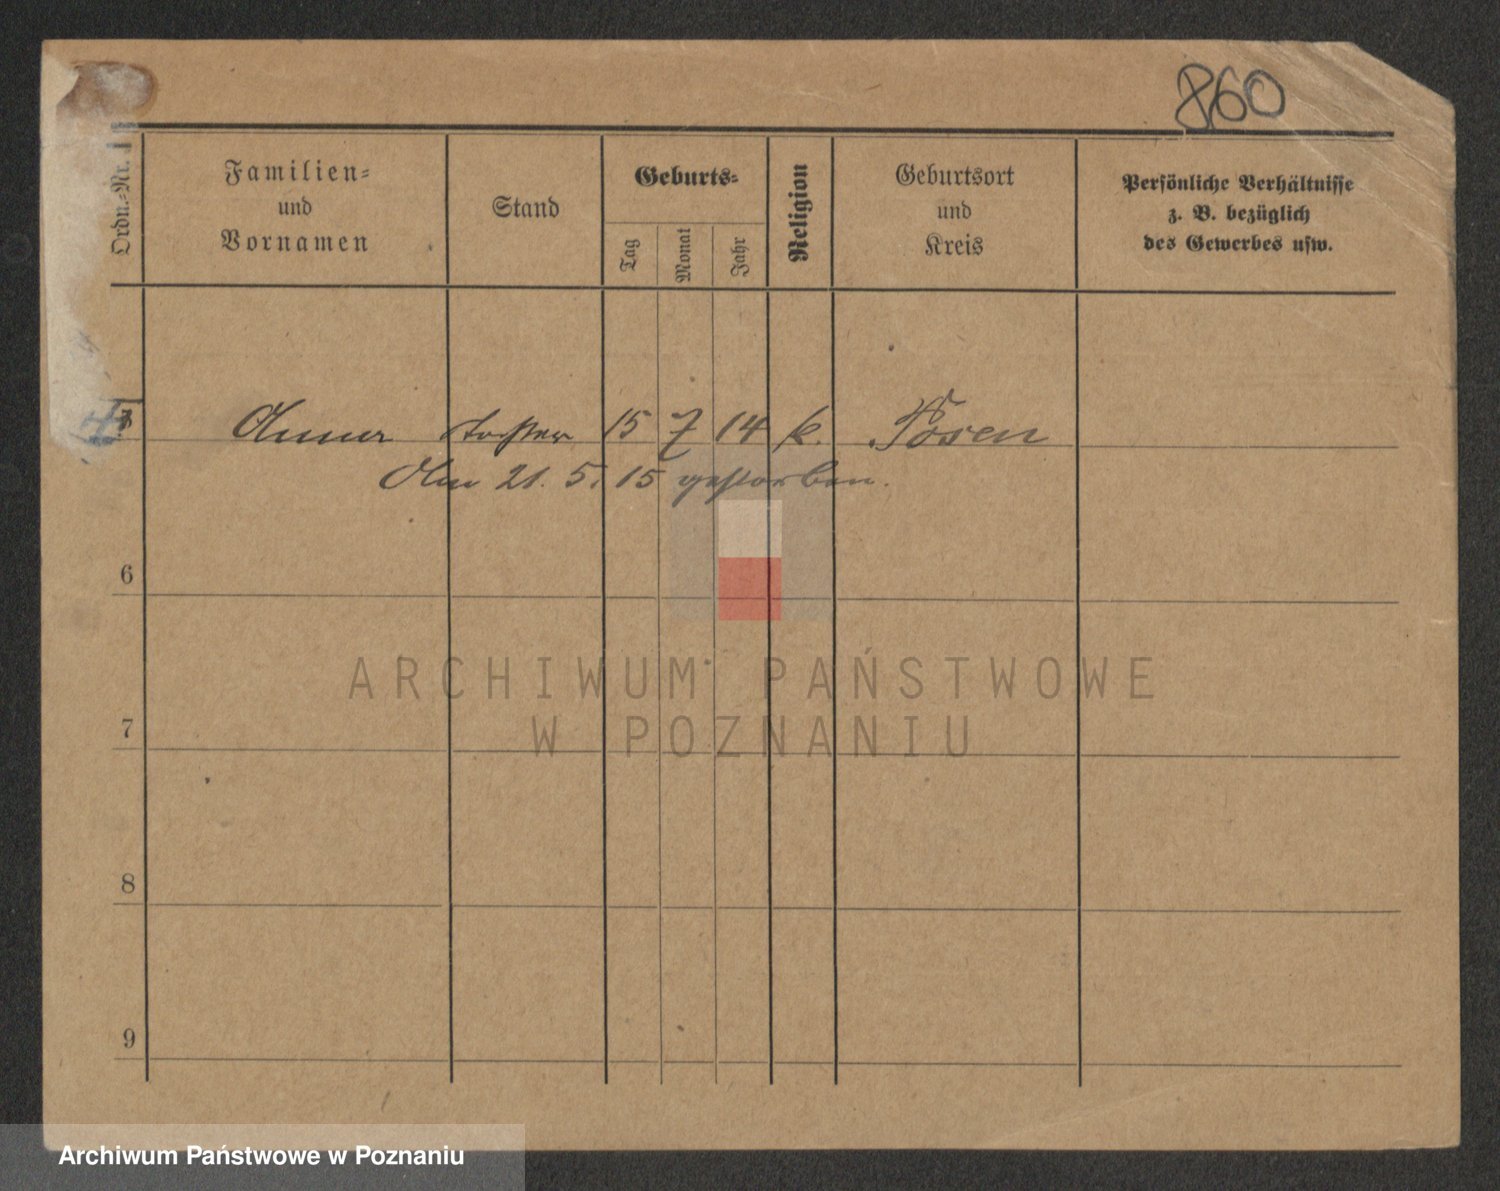 860
Ordn.-Nr.
Familien-
und
Vornamen
Stand
Geburts-
Tag
Monat
Jahr
Religion
Geburtsort
und
Kreis
Persönliche Verhältnisse
z. B. bezüglich
des Gewerbes usw.
Anna Tochter 15 7 14 k. Posen
Am 21. 5. 15 gestorben.
6
ARCHIWUM PAŃSTWOWE
W POZNANIU
7
8
9
Archiwum Państwowe w Poznaniu